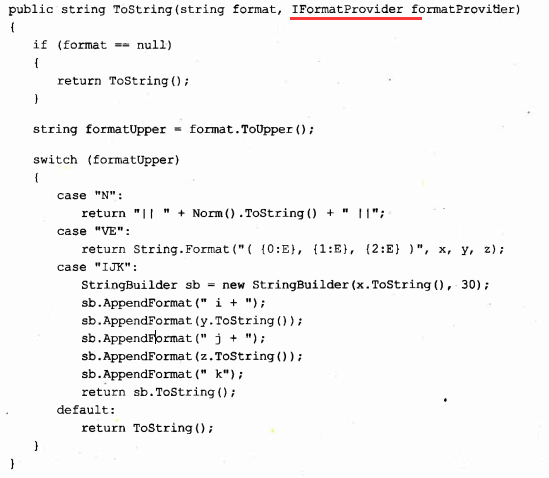 public string ToString(string format, IFormatProvider formatProvider)
{
if (format == null)
{
return ToString();
}
string formatUpper = format.ToUpper();
switch (formatUpper)
{
case "N":
return "|| " + Norm().ToString() + " ||";
case "VE":
return String.Format("( {0:E}, {1:E}, {2:E} )", x, y, z);
case "IJK":
StringBuilder sb = new StringBuilder(x.ToString(), 30);
sb.AppendFormat(" i + ");
sb.AppendFormat(y.ToString());
sb.AppendFormat(" j + ");
sb.AppendFormat(z.ToString());
sb.AppendFormat(" k");
return sb.ToString();
default:
return ToString();
}
}